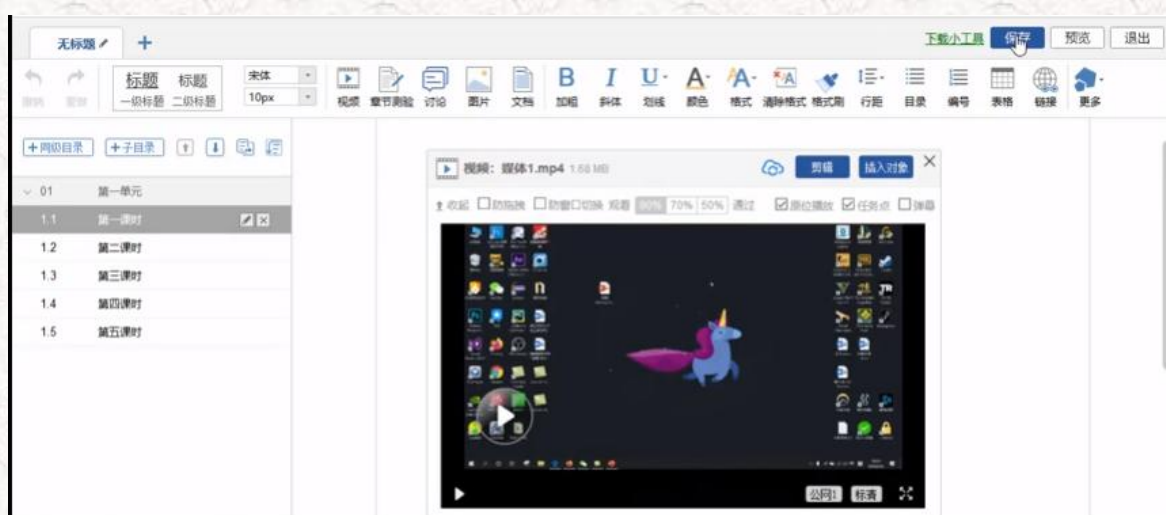 无标题
下载小工具 保存 预览 退出
标题 标题 宋体
一级标题 二级标题 10px
视频 章节测验 讨论 图片 文档 B 加粗 I 斜体 U 划线 A 颜色 A 格式 清除格式 格式刷 行距 目录 编号 表格 链接 更多
+同级目录 +子目录
视频：媒体1.mp4 1.68 MB 剪辑 插入对象
收起 防拖拽 防窗口切换 观看 90% 70% 50% 通过 原位播放 任务点 弹幕
01 第一单元
1.1 第一课时
1.2 第二课时
1.3 第三课时
1.4 第四课时
1.5 第五课时
公网1 标清